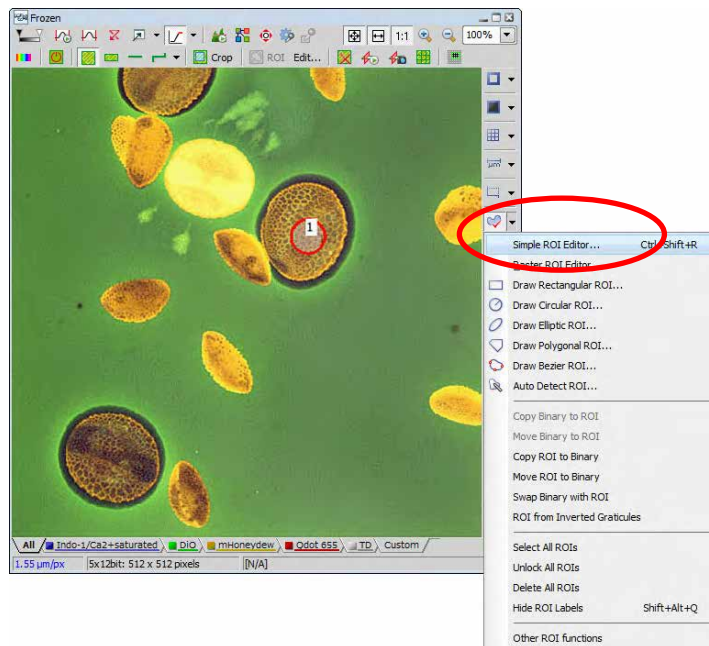 Frozen
1:1 100%
Crop ROI Edit...
1
Simple ROI Editor... Ctrl+Shift+R
Raster ROI Editor...
Draw Rectangular ROI...
Draw Circular ROI...
Draw Elliptic ROI...
Draw Polygonal ROI...
Draw Bezier ROI...
Auto Detect ROI...
Copy Binary to ROI
Move Binary to ROI
Copy ROI to Binary
Move ROI to Binary
Swap Binary with ROI
ROI from Inverted Graticules
Select All ROIs
Unlock All ROIs
Delete All ROIs
Hide ROI Labels Shift+Alt+Q
Other ROI functions
All Indo-1/Ca2+saturated DiO mHoneydew Qdot 655 TD Custom
1.55 µm/px 5x12bit: 512 x 512 pixels [N/A]